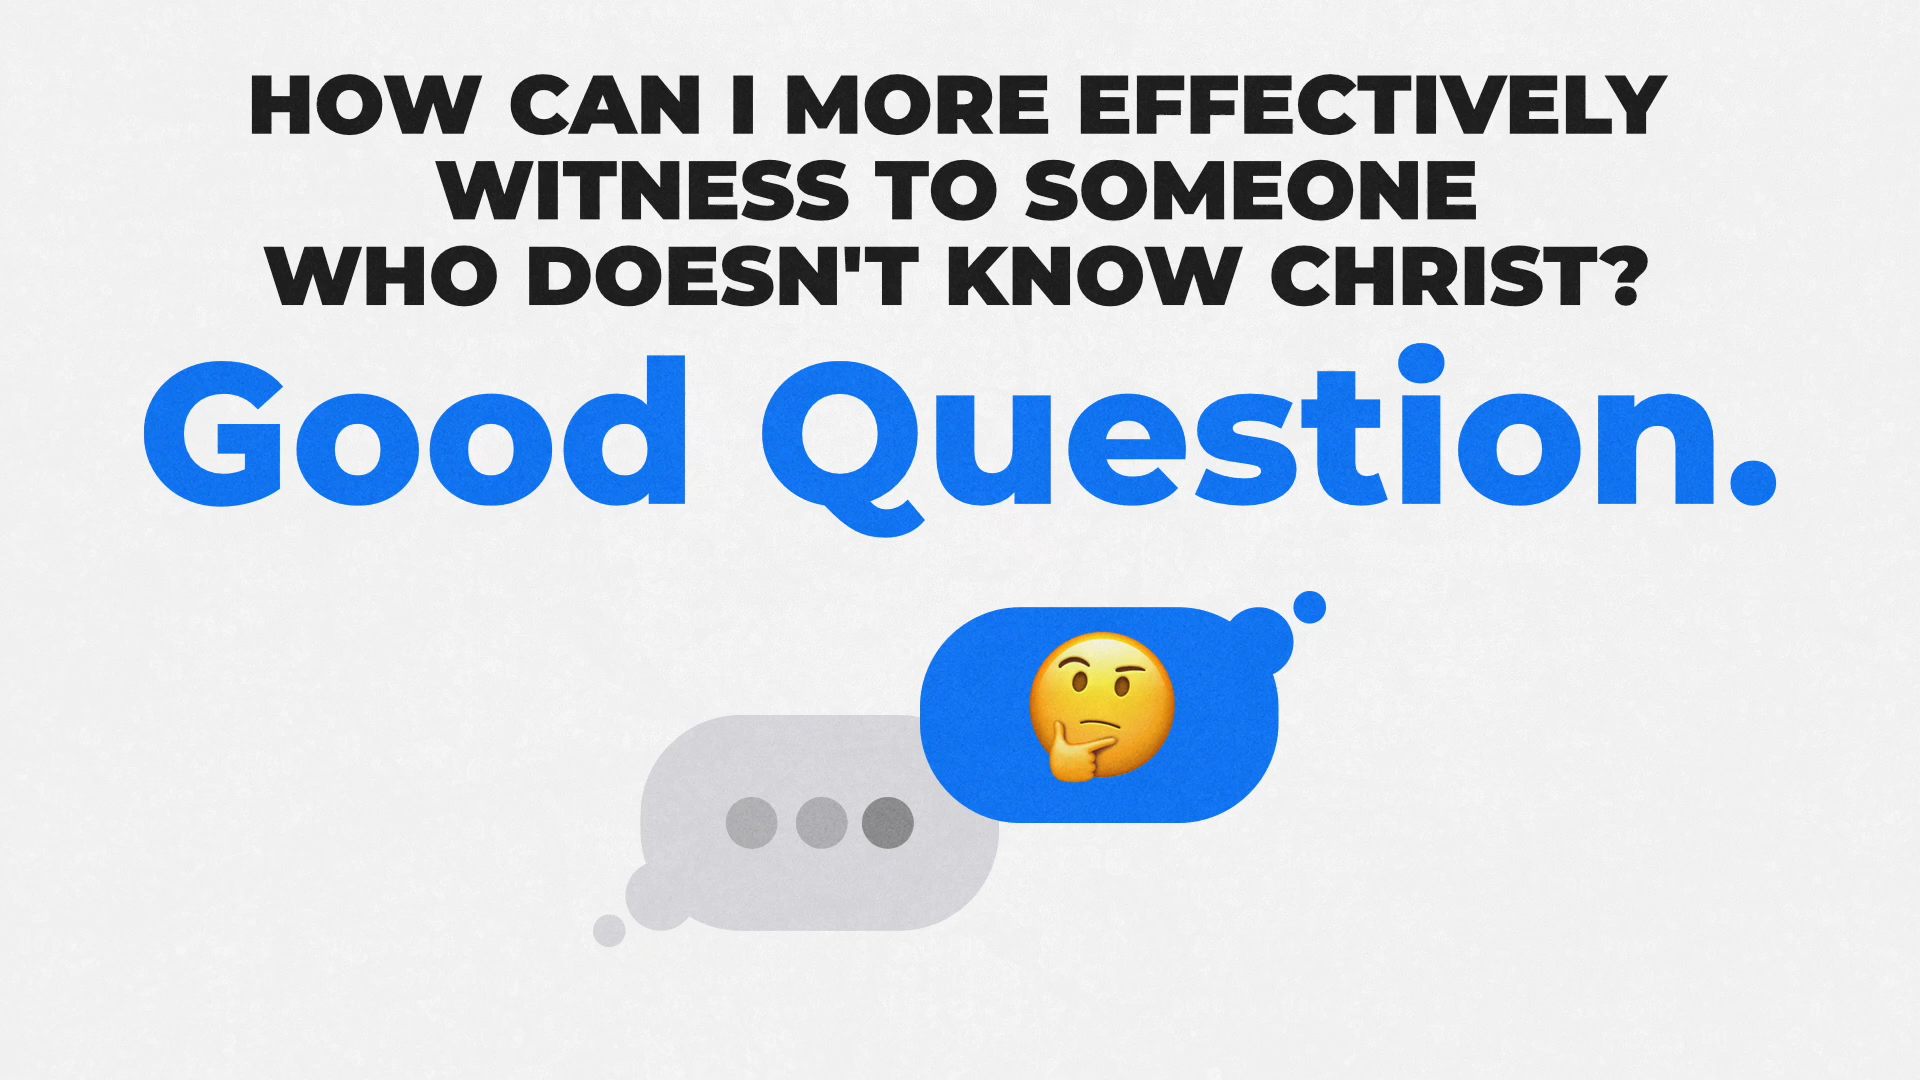 HOW CAN I MORE EFFECTIVELY
WITNESS TO SOMEONE
WHO DOESN'T KNOW CHRIST?
Good Question.